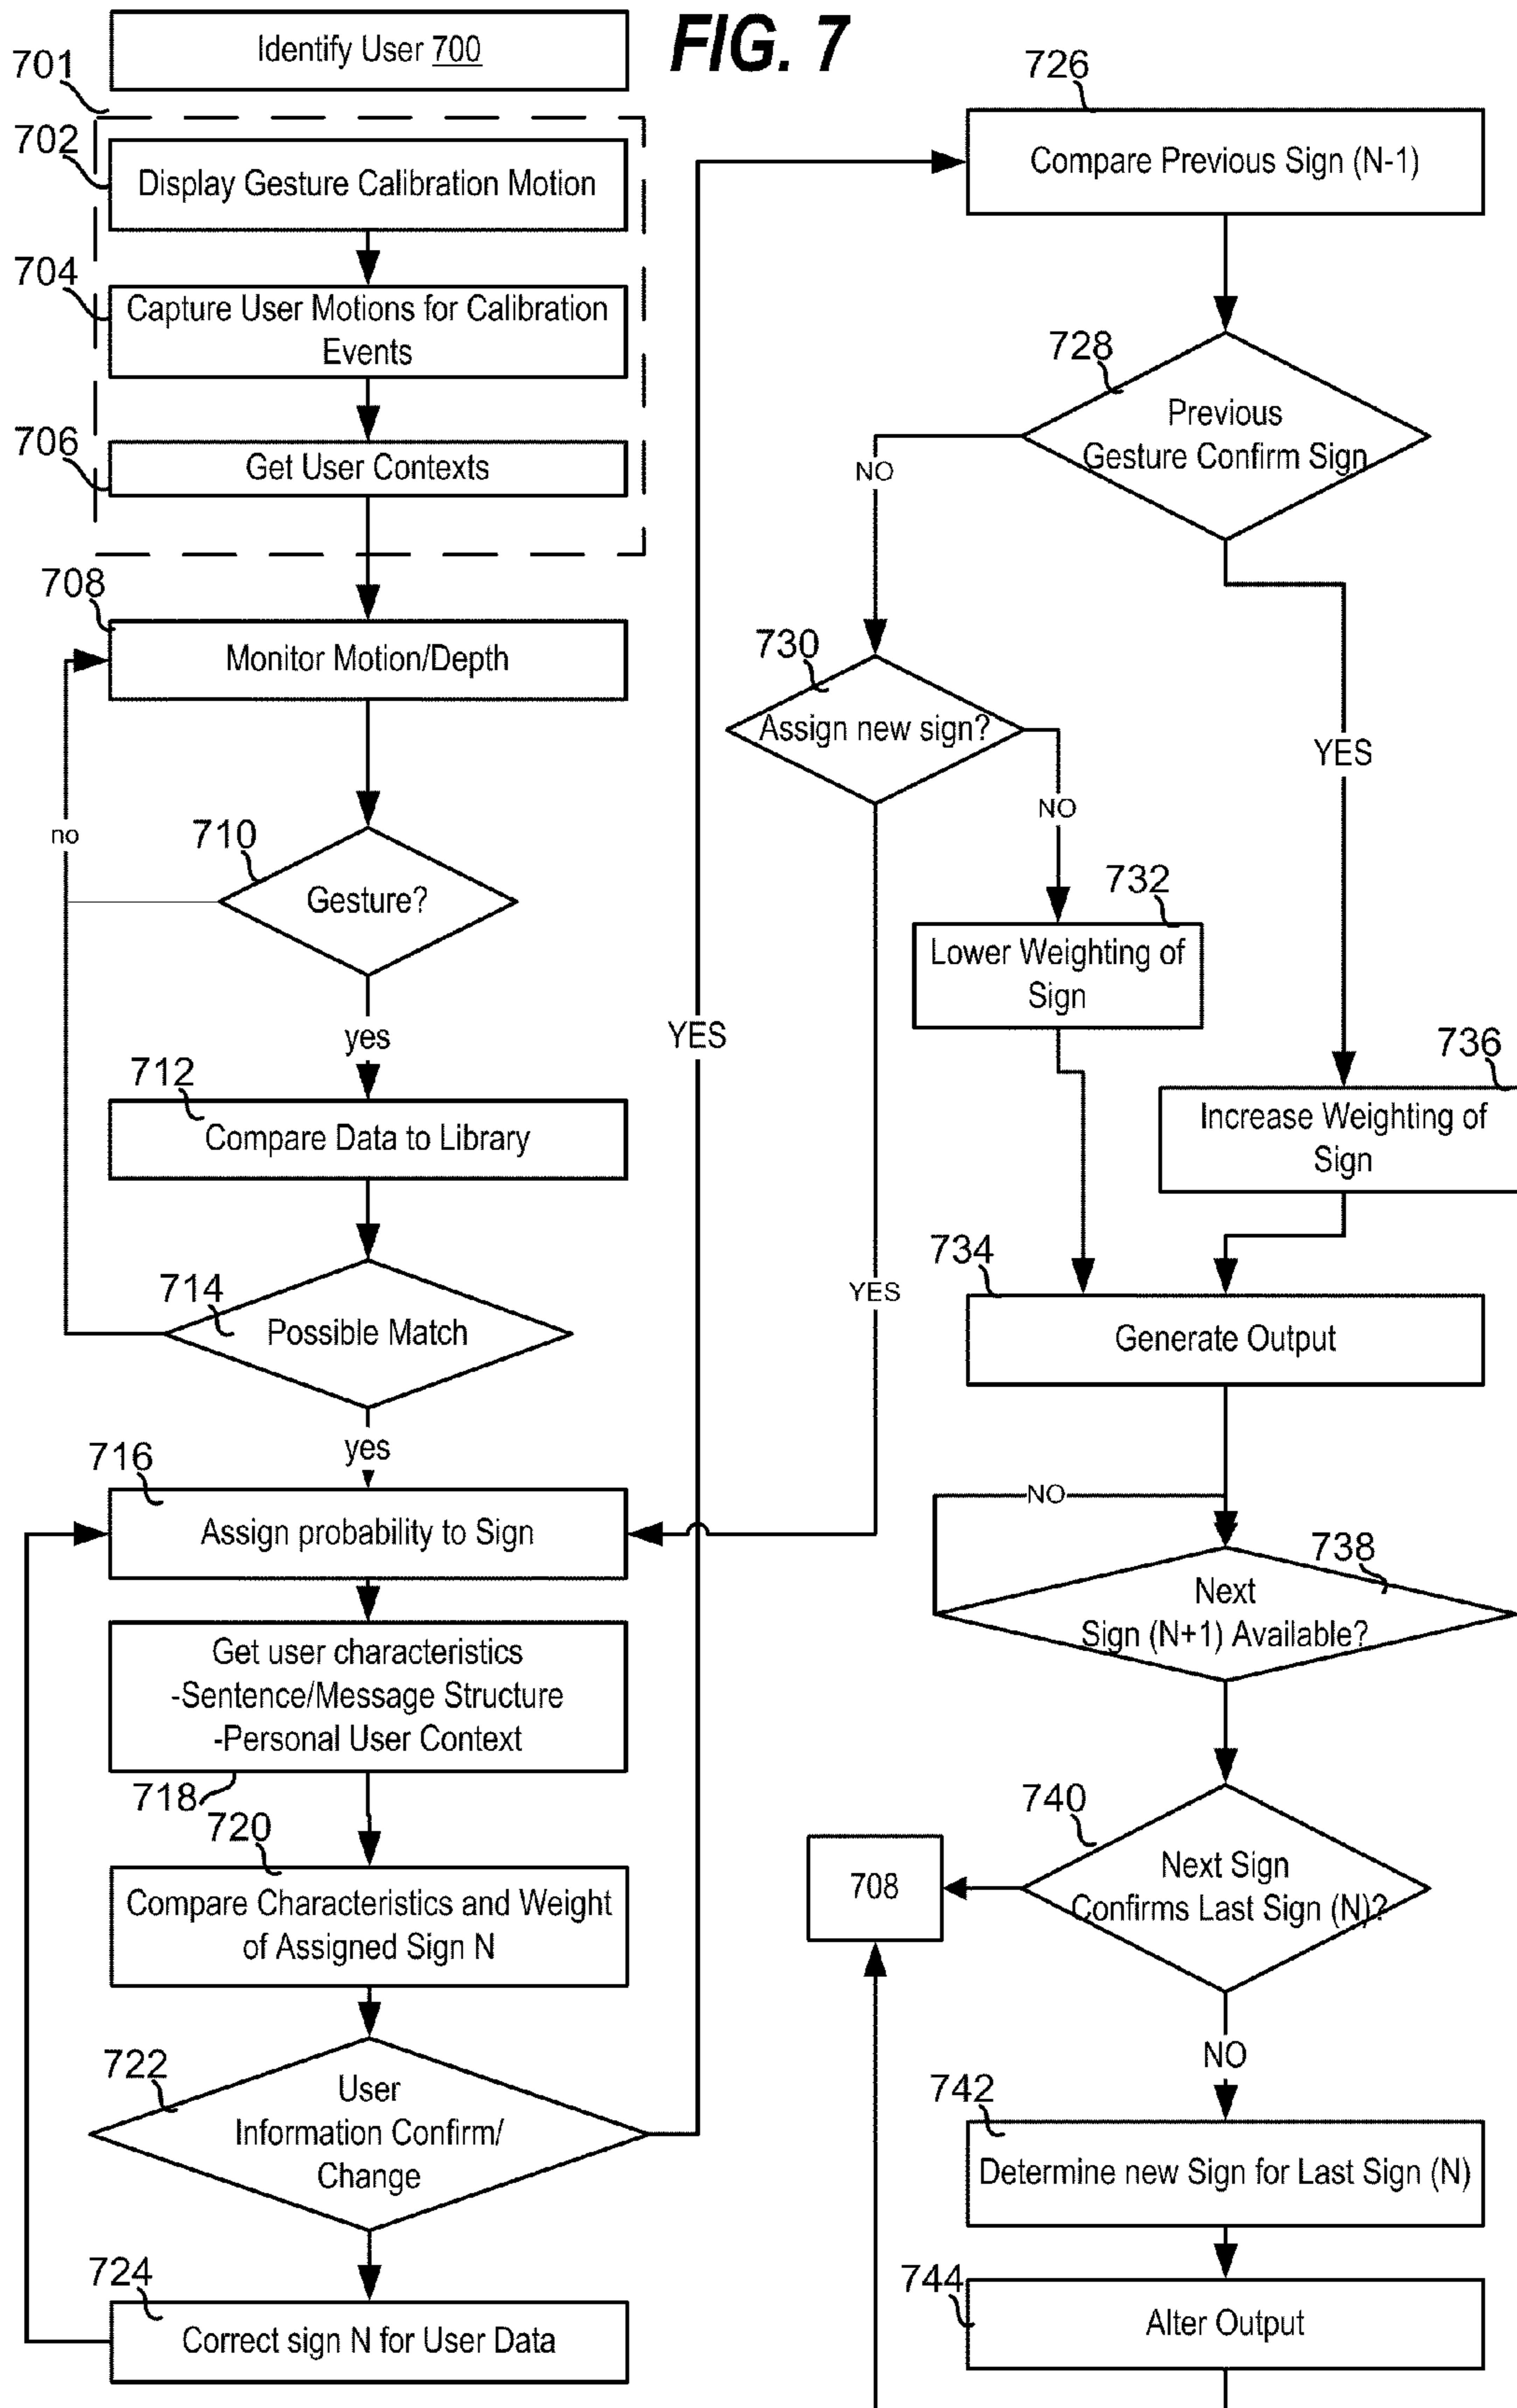 FIG. 7
Identify User 700
701
702
Display Gesture Calibration Motion
704
Capture User Motions for Calibration
Events
706
Get User Contexts
708
Monitor Motion/Depth
no
710
Gesture?
yes
712
Compare Data to Library
714
Possible Match
yes
716
Assign probability to Sign
Get user characteristics
-Sentence/Message Structure
-Personal User Context
718
720
Compare Characteristics and Weight
of Assigned Sign N
722
User
Information Confirm/
Change
724
Correct sign N for User Data
YES
726
Compare Previous Sign (N-1)
728
Previous
Gesture Confirm Sign
NO
YES
730
Assign new sign?
NO
YES
732
Lower Weighting of
Sign
736
Increase Weighting of
Sign
734
Generate Output
NO
738
Next
Sign (N+1) Available?
740
Next Sign
Confirms Last Sign (N)?
708
NO
742
Determine new Sign for Last Sign (N)
744
Alter Output